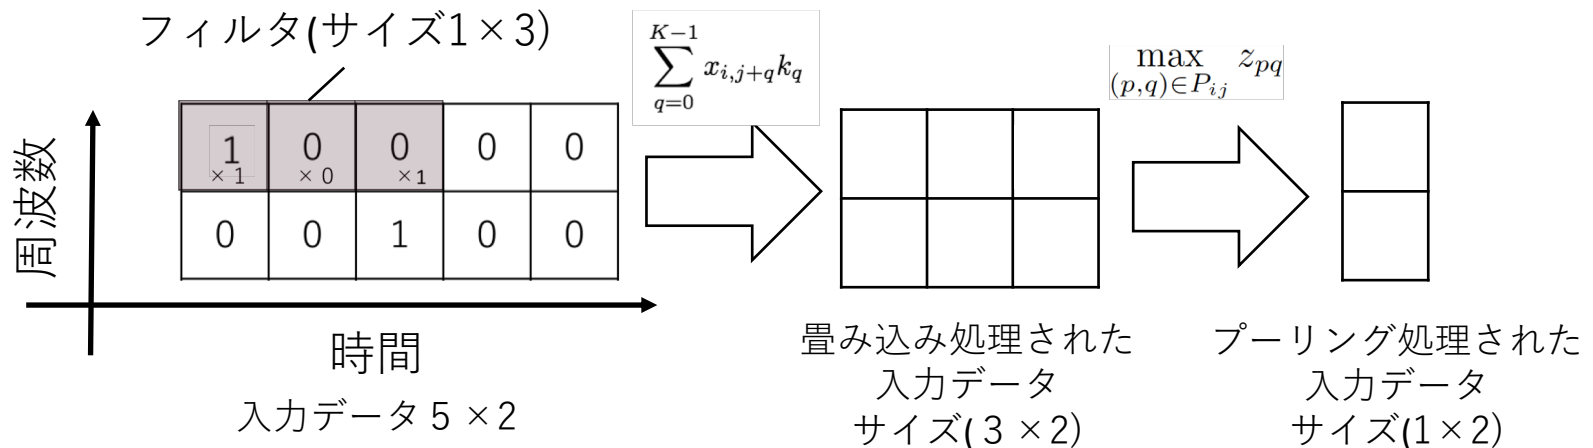 フィルタ(サイズ1×3)
K−1
∑ x_{i,j+q} k_q
q=0
max z_{pq}
(p,q)∈P_{ij}
周波数
1 0 0 0 0
×1 ×0 ×1
0 0 1 0 0
時間
入力データ5×2
畳み込み処理された
入力データ
サイズ(3×2)
プーリング処理された
入力データ
サイズ(1×2)